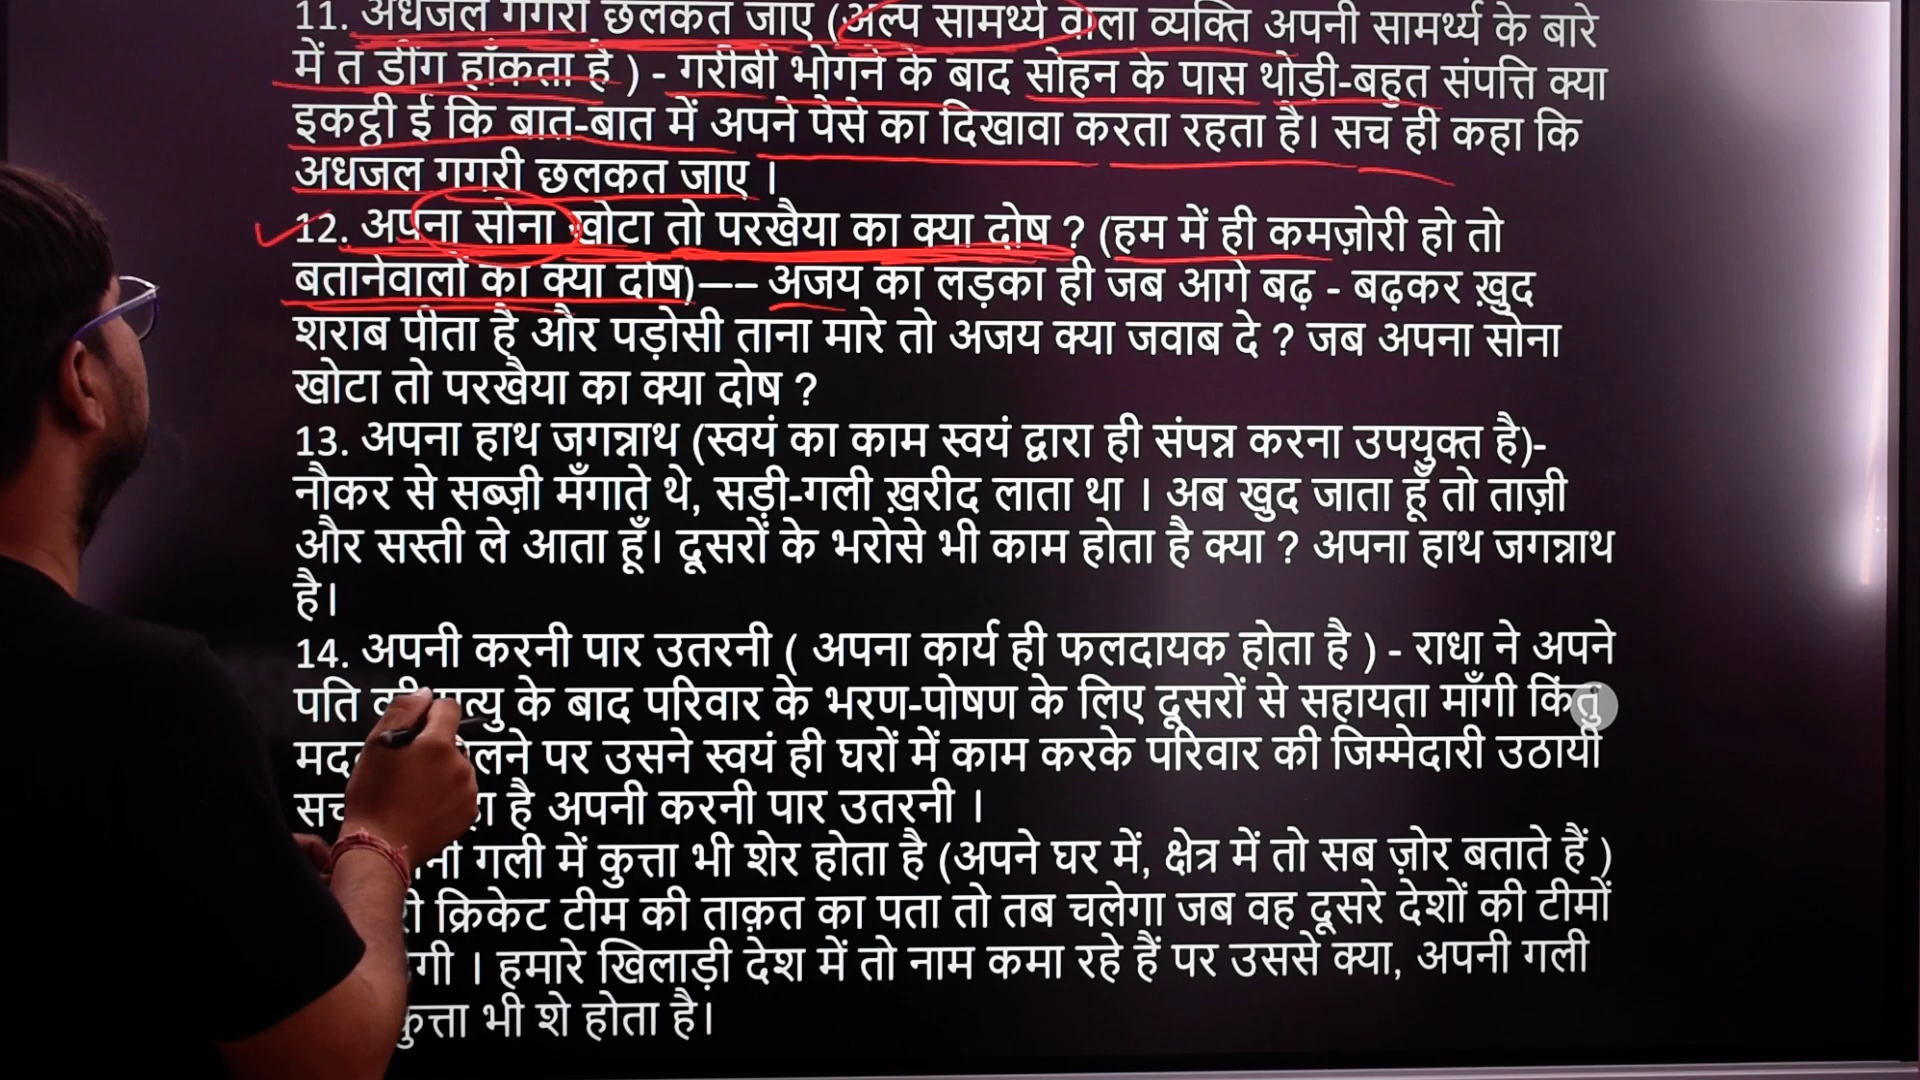 11. अधजल गगरी छलकत जाए (अल्प सामर्थ्य वाला व्यक्ति अपनी सामर्थ्य के बारे
में त डींग हाँकता है ) - गरीबी भोगने के बाद सोहन के पास थोड़ी-बहुत संपत्ति क्या
इकट्ठी ई कि बात-बात में अपने पैसे का दिखावा करता रहता है। सच ही कहा कि
अधजल गगरी छलकत जाए ।
12. अपना सोना खोटा तो परखैया का क्या दोष ? (हम में ही कमज़ोरी हो तो
बतानेवालों का क्या दोष)—– अजय का लड़का ही जब आगे बढ़ - बढ़कर ख़ुद
शराब पीता है और पड़ोसी ताना मारे तो अजय क्या जवाब दे ? जब अपना सोना
खोटा तो परखैया का क्या दोष ?
13. अपना हाथ जगन्नाथ (स्वयं का काम स्वयं द्वारा ही संपन्न करना उपयुक्त है)-
नौकर से सब्ज़ी मँगाते थे, सड़ी-गली ख़रीद लाता था । अब खुद जाता हूँ तो ताज़ी
और सस्ती ले आता हूँ। दूसरों के भरोसे भी काम होता है क्या ? अपना हाथ जगन्नाथ
है।
14. अपनी करनी पार उतरनी ( अपना कार्य ही फलदायक होता है ) - राधा ने अपने
पति के बाद परिवार के भरण-पोषण के लिए दूसरों से सहायता माँगी किंतु
पर उसने स्वयं ही घरों में काम करके परिवार की जिम्मेदारी उठायी
है अपनी करनी पार उतरनी ।
गली में कुत्ता भी शेर होता है (अपने घर में, क्षेत्र में तो सब ज़ोर बताते हैं )
क्रिकेट टीम की ताक़त का पता तो तब चलेगा जब वह दूसरे देशों की टीमों
। हमारे खिलाड़ी देश में तो नाम कमा रहे हैं पर उससे क्या, अपनी गली
कुत्ता भी शे होता है।